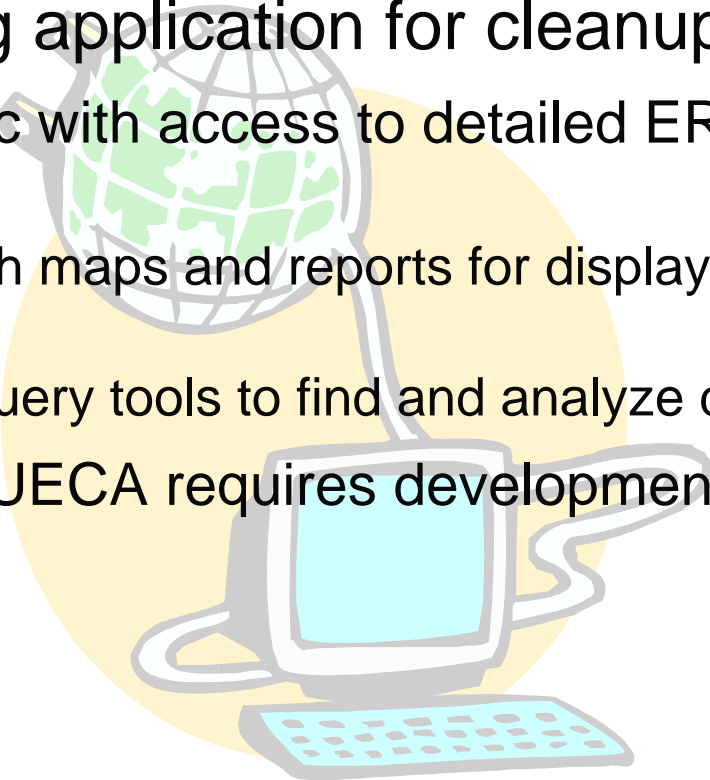 g application for cleanup
c with access to detailed ER
h maps and reports for display
uery tools to find and analyze
UECA requires developmen